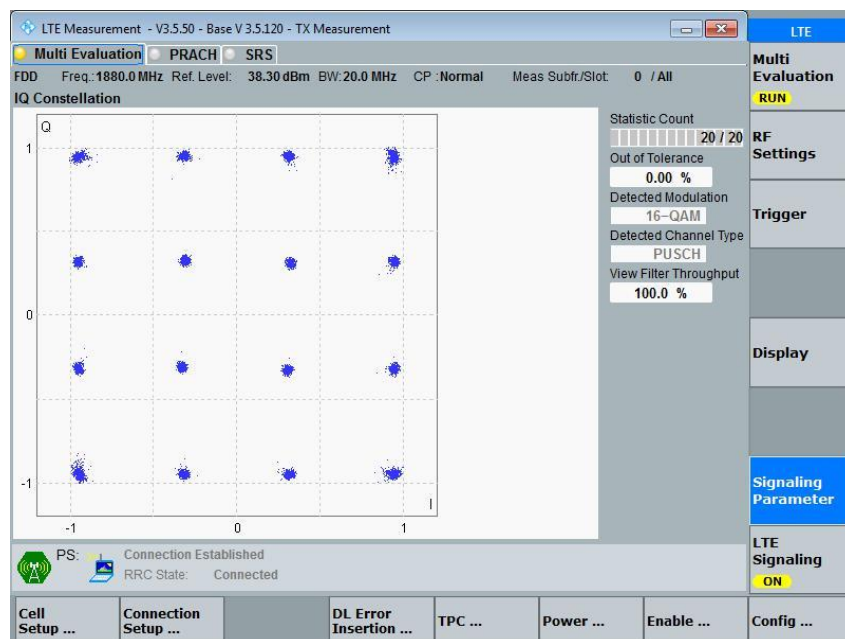 LTE Measurement - V3.5.50 - Base V 3.5.120 - TX Measurement
LTE
Multi Evaluation PRACH SRS
FDD Freq.: 1880.0 MHz Ref. Level: 38.30 dBm BW: 20.0 MHz CP : Normal Meas Subfr./Slot: 0 / All
IQ Constellation
Q
1
0
-1
-1 0 1
I
Statistic Count
20 / 20
Out of Tolerance
0.00 %
Detected Modulation
16-QAM
Detected Channel Type
PUSCH
View Filter Throughput
100.0 %
Multi
Evaluation
RUN
RF
Settings
Trigger
Display
Signaling
Parameter
LTE
Signaling
ON
PS: Connection Established
RRC State: Connected
Cell
Setup ...
Connection
Setup ...
DL Error
Insertion ...
TPC ...
Power ...
Enable ...
Config ...